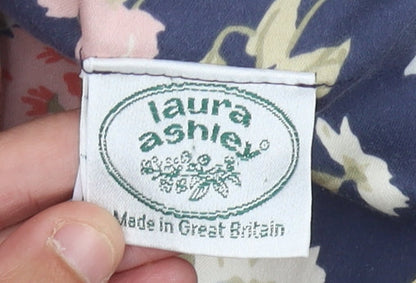 laura
ashley®
Made in Great Britain